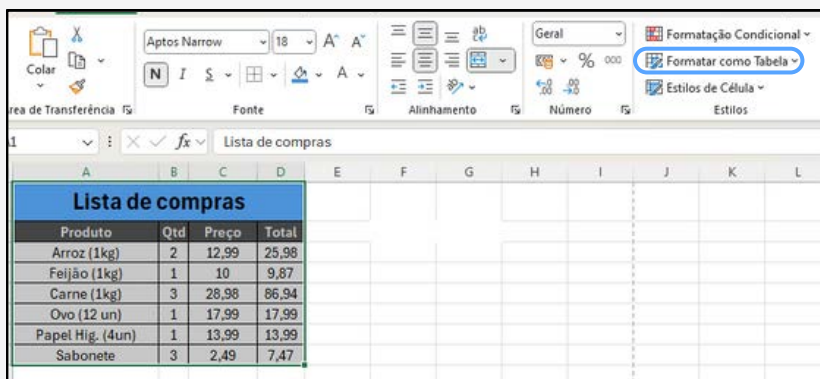 Aptos Narrow 18 A^ A˅ Geral Formatação Condicional
Colar N I S A % 000 Formatar como Tabela
Estilos de Célula
rea de Transferência Fonte Alinhamento Número Estilos
1 fx Lista de compras
A B C D E F G H I J K L
Lista de compras
Produto Qtd Preço Total
Arroz (1kg) 2 12,99 25,98
Feijão (1kg) 1 10 9,87
Carne (1kg) 3 28,98 86,94
Ovo (12 un) 1 17,99 17,99
Papel Hig. (4un) 1 13,99 13,99
Sabonete 3 2,49 7,47